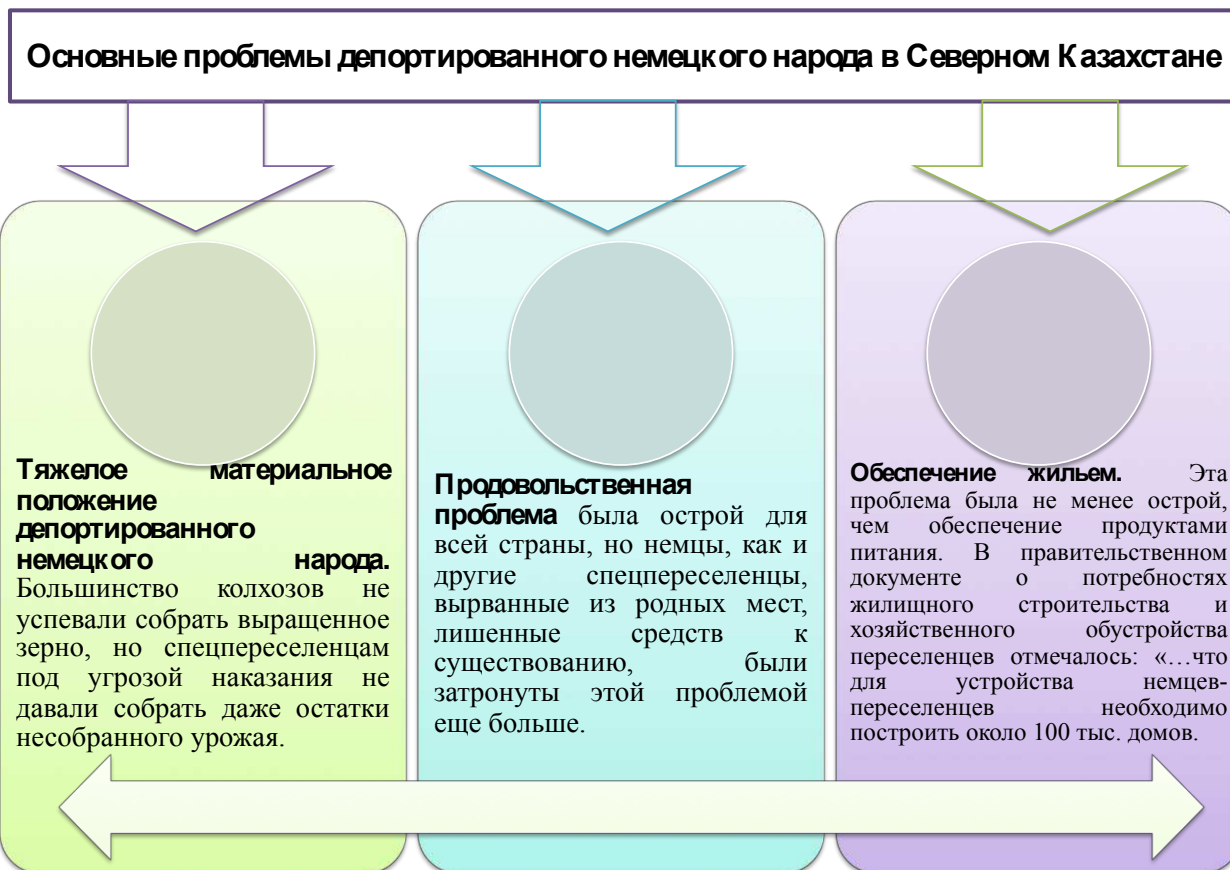 Основные проблемы депортированного немецкого народа в Северном Казахстане
Тяжелое материальное
положение
депортированного
немецкого народа.
Большинство колхозов не
успевали собрать выращенное
зерно, но спецпереселенцам
под угрозой наказания не
давали собрать даже остатки
несобранного урожая.
Продовольственная
проблема была острой для
всей страны, но немцы, как и
другие спецпереселенцы,
вырванные из родных мест,
лишенные средств к
существованию, были
затронуты этой проблемой
еще больше.
Обеспечение жильем. Эта
проблема была не менее острой,
чем обеспечение продуктами
питания. В правительственном
документе о потребностях
жилищного строительства и
хозяйственного обустройства
переселенцев отмечалось: «…что
для устройства немцев-
переселенцев необходимо
построить около 100 тыс. домов.